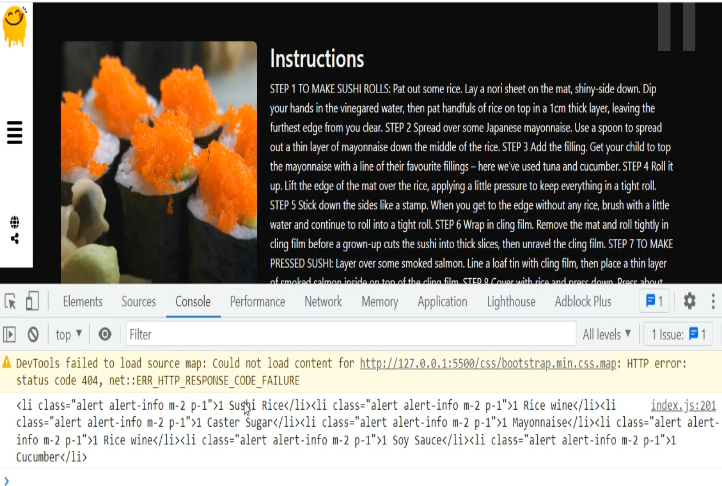 Instructions
STEP 1 TO MAKE SUSHI ROLLS: Pat out some rice. Lay a nori sheet on the mat, shiny-side down. Dip
your hands in the vinegared water, then pat handfuls of rice on top in a 1cm thick layer, leaving the
furthest edge from you clear. STEP 2 Spread over some Japanese mayonnaise. Use a spoon to spread
out a thin layer of mayonnaise down the middle of the rice. STEP 3 Add the filling. Get your child to top
the mayonnaise with a line of their favourite fillings – here we've used tuna and cucumber. STEP 4 Roll it
up. Lift the edge of the mat over the rice, applying a little pressure to keep everything in a tight roll.
STEP 5 Stick down the sides like a stamp. When you get to the edge without any rice, brush with a little
water and continue to roll into a tight roll. STEP 6 Wrap in cling film. Remove the mat and roll tightly in
cling film before a grown-up cuts the sushi into thick slices, then unravel the cling film. STEP 7 TO MAKE
PRESSED SUSHI: Layer over some smoked salmon. Line a loaf tin with cling film, then place a thin layer
of smoked salmon inside on top of the cling film. STEP 8 Cover with rice and press down. Press about
Elements Sources Console Performance Network Memory Application Lighthouse Adblock Plus 1
top Filter All levels 1 Issue: 1
DevTools failed to load source map: Could not load content for http://127.0.0.1:5500/css/bootstrap.min.css.map: HTTP error:
status code 404, net::ERR_HTTP_RESPONSE_CODE_FAILURE
<li class="alert alert-info m-2 p-1">1 Sushi Rice</li><li class="alert alert-info m-2 p-1">1 Rice wine</li><li index.js:201
class="alert alert-info m-2 p-1">1 Caster Sugar</li><li class="alert alert-info m-2 p-1">1 Mayonnaise</li><li class="alert alert-
info m-2 p-1">1 Rice wine</li><li class="alert alert-info m-2 p-1">1 Soy Sauce</li><li class="alert alert-info m-2 p-1">1
Cucumber</li>